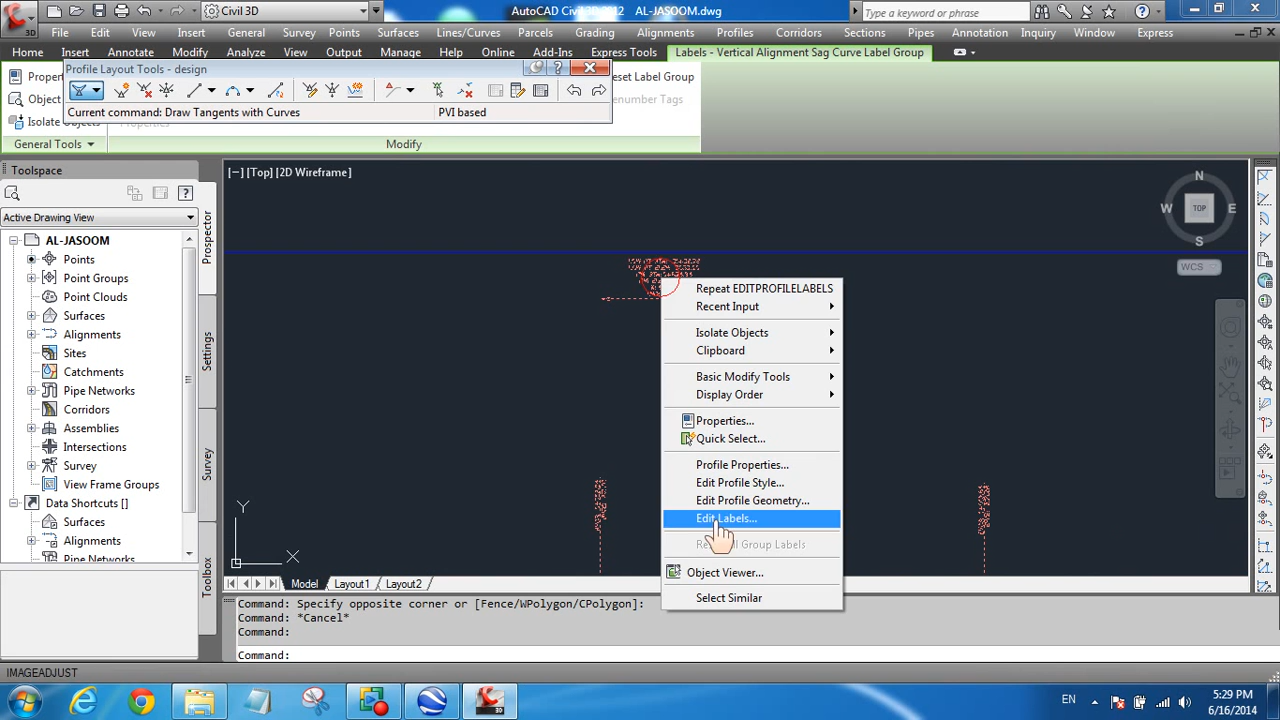 Civil 3D
AutoCAD Civil 3D 2012 AL-JASOOM.dwg
Type a keyword or phrase
3D
File Edit View Insert General Survey Points Surfaces Lines/Curves Parcels Grading Alignments Profiles Corridors Sections Pipes Annotation Inquiry Window Express
Home Insert Annotate Modify Analyze View Output Manage Help Online Add-Ins Express Tools Labels - Vertical Alignment Sag Curve Label Group
Profile Layout Tools - design
Current command: Draw Tangents with Curves PVI based
Propert
Object
Isolate Objects
eset Label Group
enumber Tags
Properties
General Tools
Modify
Toolspace
Active Drawing View
AL-JASOOM
Points
Point Groups
Point Clouds
Surfaces
Alignments
Sites
Catchments
Pipe Networks
Corridors
Assemblies
Intersections
Survey
View Frame Groups
Data Shortcuts []
Surfaces
Alignments
Pipe Networks
Prospector
Settings
Survey
Toolbox
[−] [Top] [2D Wireframe]
N
W TOP E
S
WCS
Y
X
Repeat EDITPROFILELABELS
Recent Input
Isolate Objects
Clipboard
Basic Modify Tools
Display Order
Properties...
Quick Select...
Profile Properties...
Edit Profile Style...
Edit Profile Geometry...
Edit Labels...
Group Labels
Object Viewer...
Select Similar
Model Layout1 Layout2
Command: Specify opposite corner or [Fence/WPolygon/CPolygon]:
Command: *Cancel*
Command:
Command:
IMAGEADJUST
EN
5:29 PM
6/16/2014